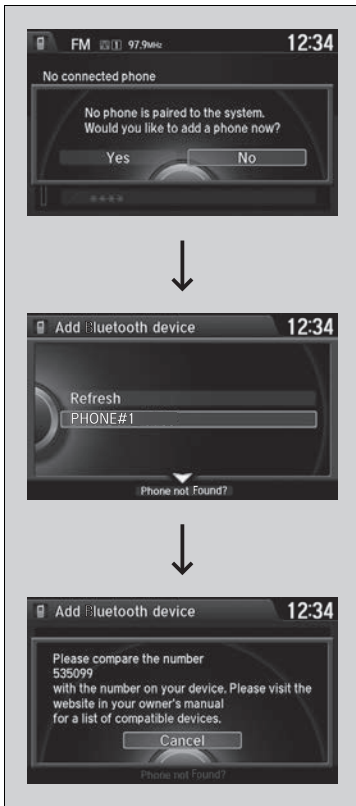 FM 97.9MHz 12:34
No connected phone
No phone is paired to the system.
Would you like to add a phone now?
Yes No
****
Add Bluetooth device 12:34
Refresh
PHONE#1
Phone not Found?
Add Bluetooth device 12:34
Please compare the number
535099
with the number on your device. Please visit the
website in your owner's manual
for a list of compatible devices.
Cancel
Phone not Found?